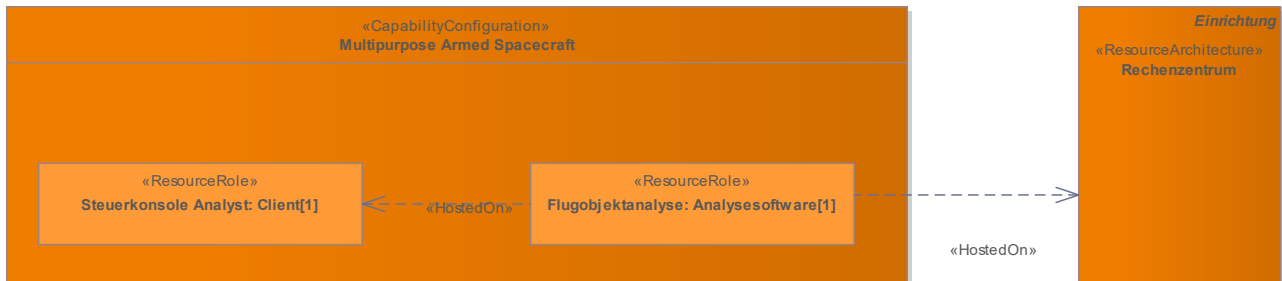 «CapabilityConfiguration»
Multipurpose Armed Spacecraft
Einrichtung
«ResourceArchitecture»
Rechenzentrum
«ResourceRole»
Steuerkonsole Analyst: Client[1]
«HostedOn»
«ResourceRole»
Flugobjektanalyse: Analysesoftware[1]
«HostedOn»